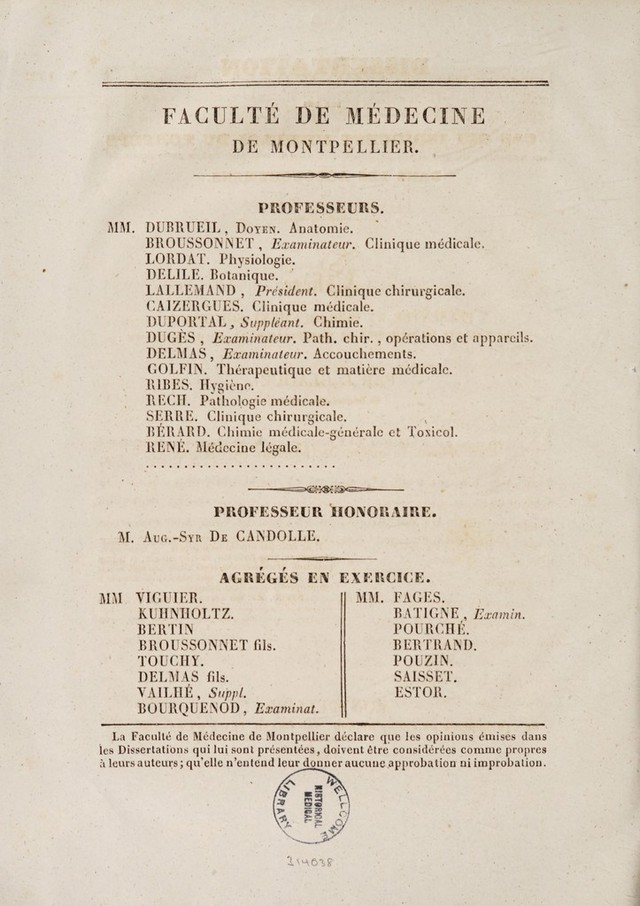 FACULTÉ DE MÉDECINE
DE MONTPELLIER.
PROFESSEURS.
MM. DUBRUEIL, DOYEN. Anatomie.
BROUSSONNET, Examinateur. Clinique médicale.
LORDAT. Physiologie.
DELILE. Botanique.
LALLEMAND, Président. Clinique chirurgicale.
CAIZERGUES. Clinique médicale.
DUPORTAL, Suppléant. Chimie.
DUGÈS, Examinateur. Path. chir., opérations et appareils.
DELMAS, Examinateur. Accouchements.
GOLFIN. Thérapeutique et matière médicale.
RIBES. Hygiène.
RECH. Pathologie médicale.
SERRE. Clinique chirurgicale.
BÉRARD. Chimie médicale-générale et Toxicol.
RENÉ. Médecine légale.
........................
PROFESSEUR HONORAIRE.
M. AUG.-SYR DE CANDOLLE.
AGRÉGÉS EN EXERCICE.
MM VIGUIER.
KUHNHOLTZ.
BERTIN
BROUSSONNET fils.
TOUCHY.
DELMAS fils.
VAILHÉ, Suppl.
BOURQUENOD, Examinat.
MM. FAGES.
BATIGNE, Examin.
POURCHÉ.
BERTRAND.
POUZIN.
SAISSET.
ESTOR.
La Faculté de Médecine de Montpellier déclare que les opinions émises dans
les Dissertations qui lui sont présentées, doivent être considérées comme propres
à leurs auteurs; qu'elle n'entend leur donner aucune approbation ni improbation.
WELLCOME
HISTORICAL
MEDICAL
LIBRARY
214038